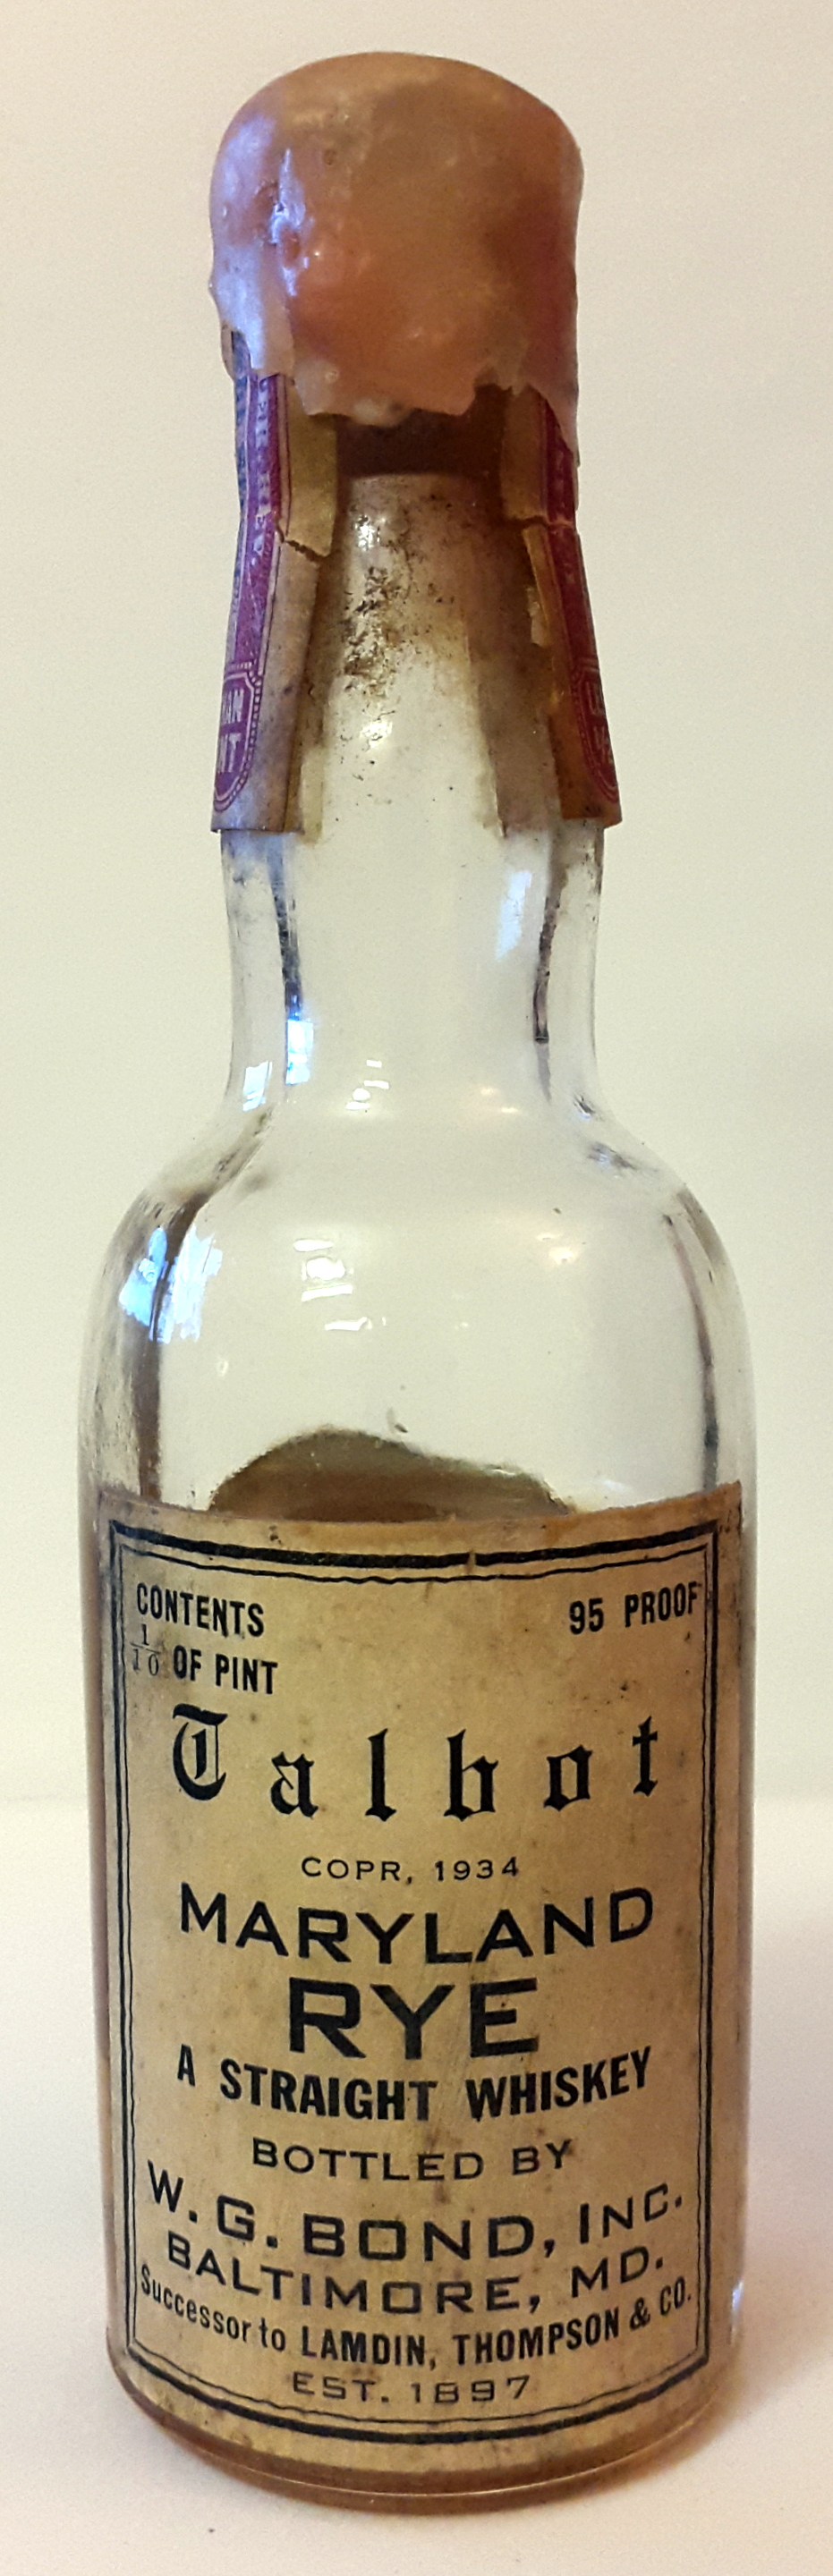 CONTENTS
1/10 OF PINT
95 PROOF
Talbot
COPR, 1934
MARYLAND
RYE
A STRAIGHT WHISKEY
BOTTLED BY
W. G. BOND, INC.
BALTIMORE, MD.
Successor to LAMDIN, THOMPSON & CO.
EST. 1897